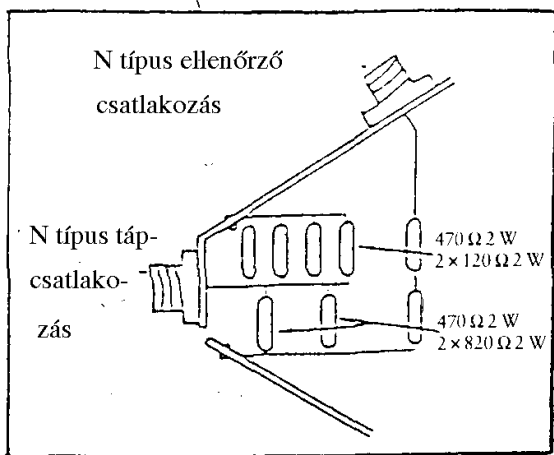 N típus ellenőrző
csatlakozás
N típus táp-
csatlako-
zás
470 Ω 2 W
2 × 120 Ω 2 W
470 Ω 2 W
2 × 820 Ω 2 W